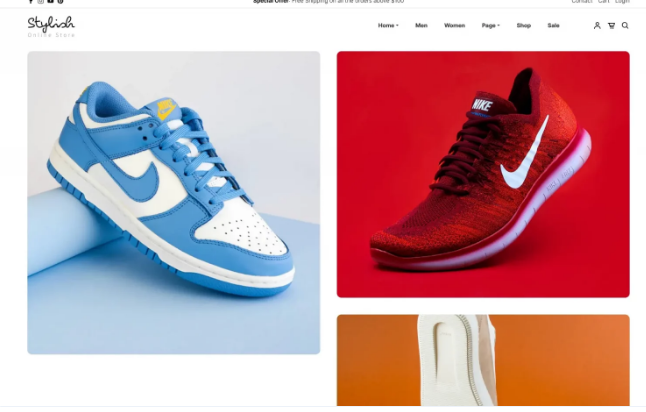 Special Offer: Free Shipping on all the orders above $100
Contact Cart Login
Stylish
Online Store
Home Men Women Page Shop Sale
NIKE